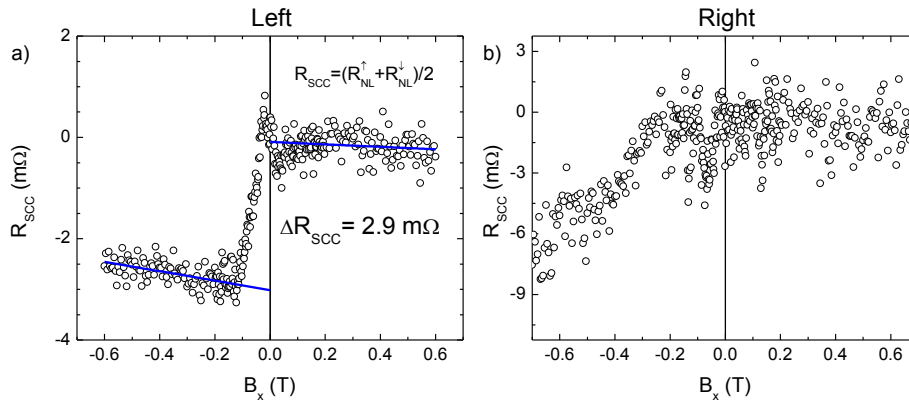 Left
Right
a)
b)
R_SCC=(R_NL^↑+R_NL^↓)/2
ΔR_SCC= 2.9 mΩ
R_SCC (mΩ)
2
0
-2
-4
-0.6 -0.4 -0.2 0.0 0.2 0.4 0.6
B_x (T)
R_SCC (mΩ)
3
0
-3
-6
-9
-0.6 -0.4 -0.2 0.0 0.2 0.4 0.6
B_x (T)